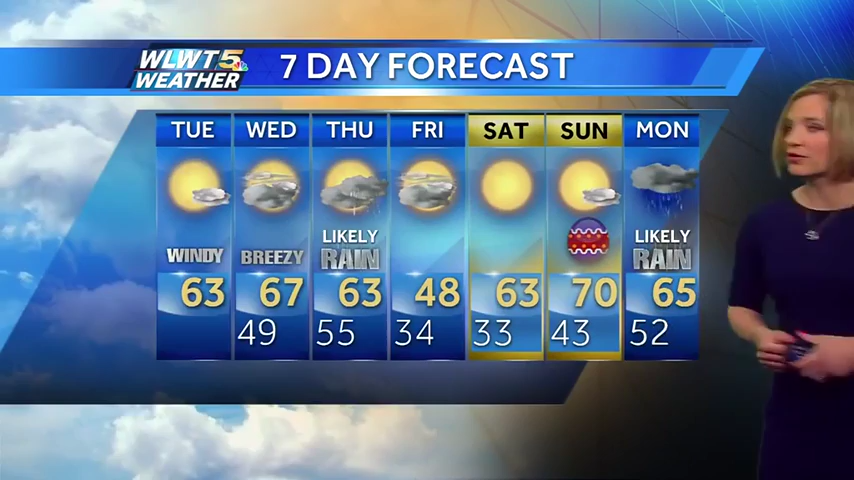 WLWT 5
WEATHER
7 DAY FORECAST
TUE WED THU FRI SAT SUN MON
LIKELY LIKELY
WINDY BREEZY RAIN RAIN
63 67 63 48 63 70 65
49 55 34 33 43 52